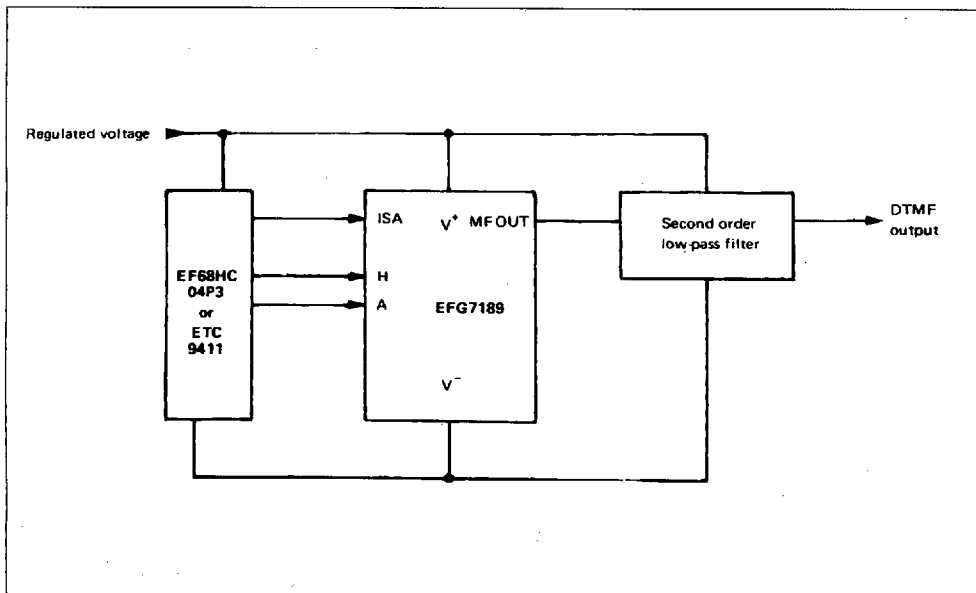 Regulated voltage
EF68HC
04P3
or
ETC
9411
ISA
H
A
V+
MFOUT
EFG7189
V−
Second order
low-pass filter
DTMF
output